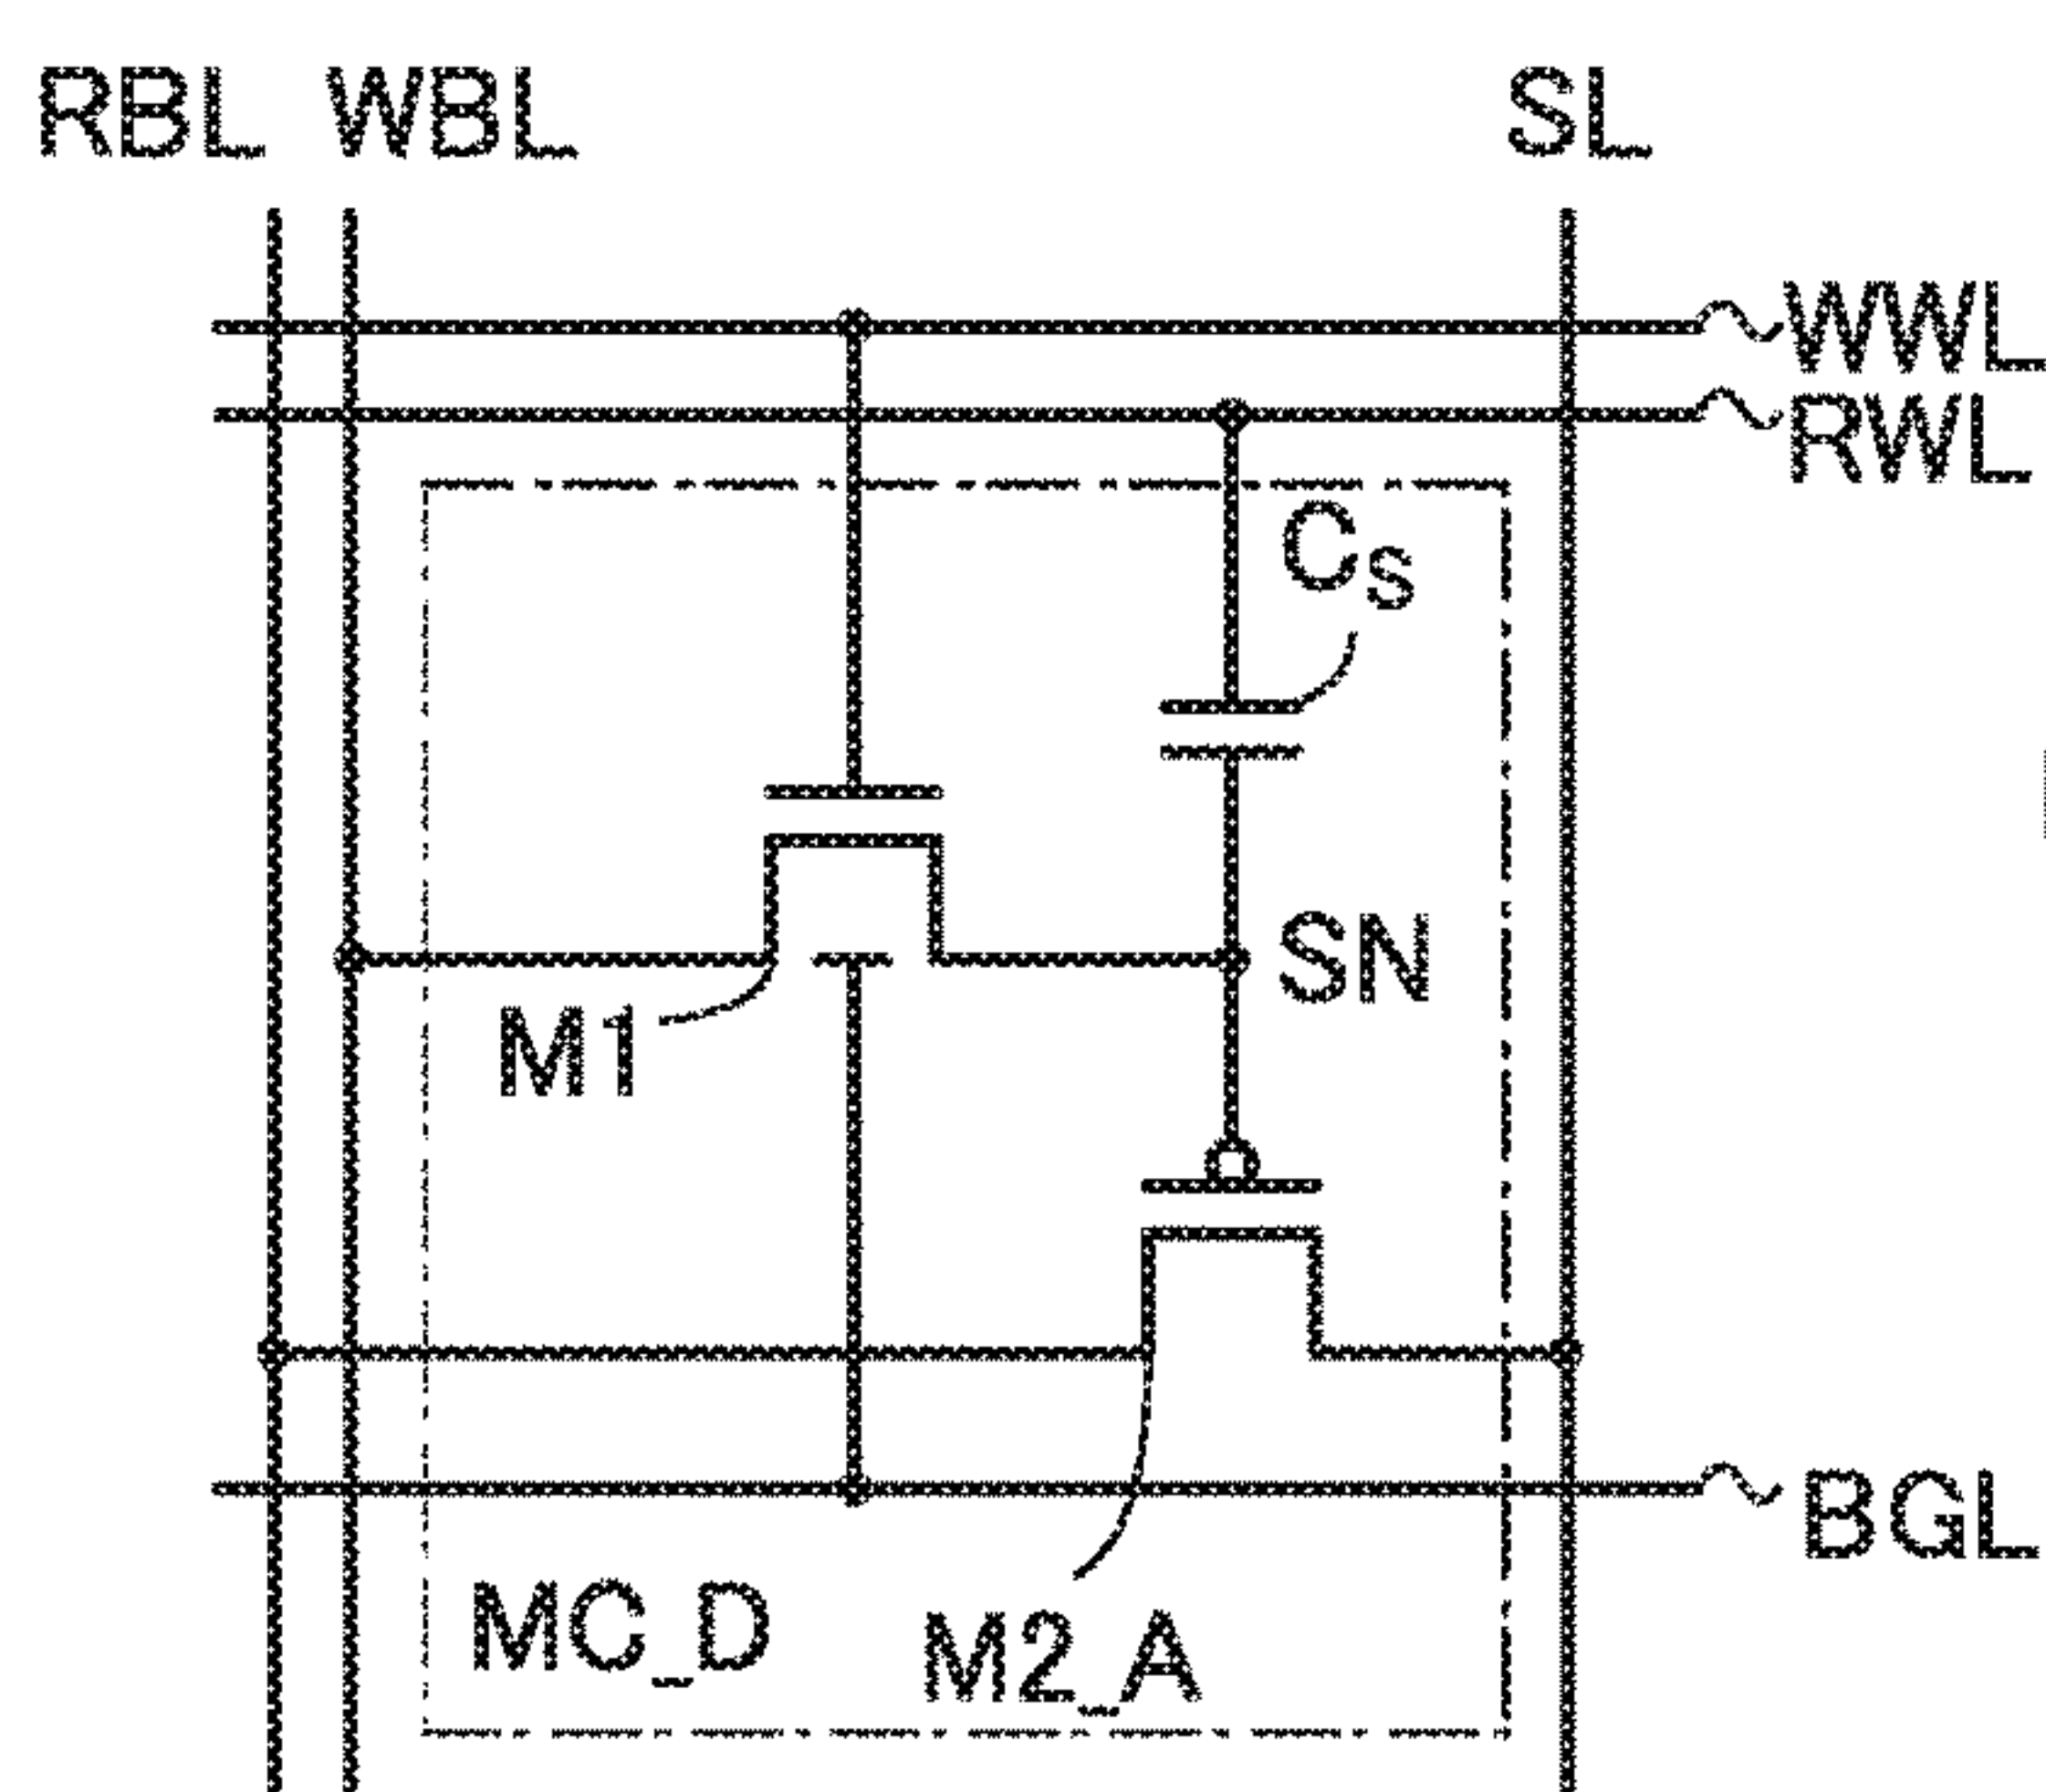 RBL WBL SL
WWL
RWL
Cs
SN
M1
BGL
MC_D
M2_A